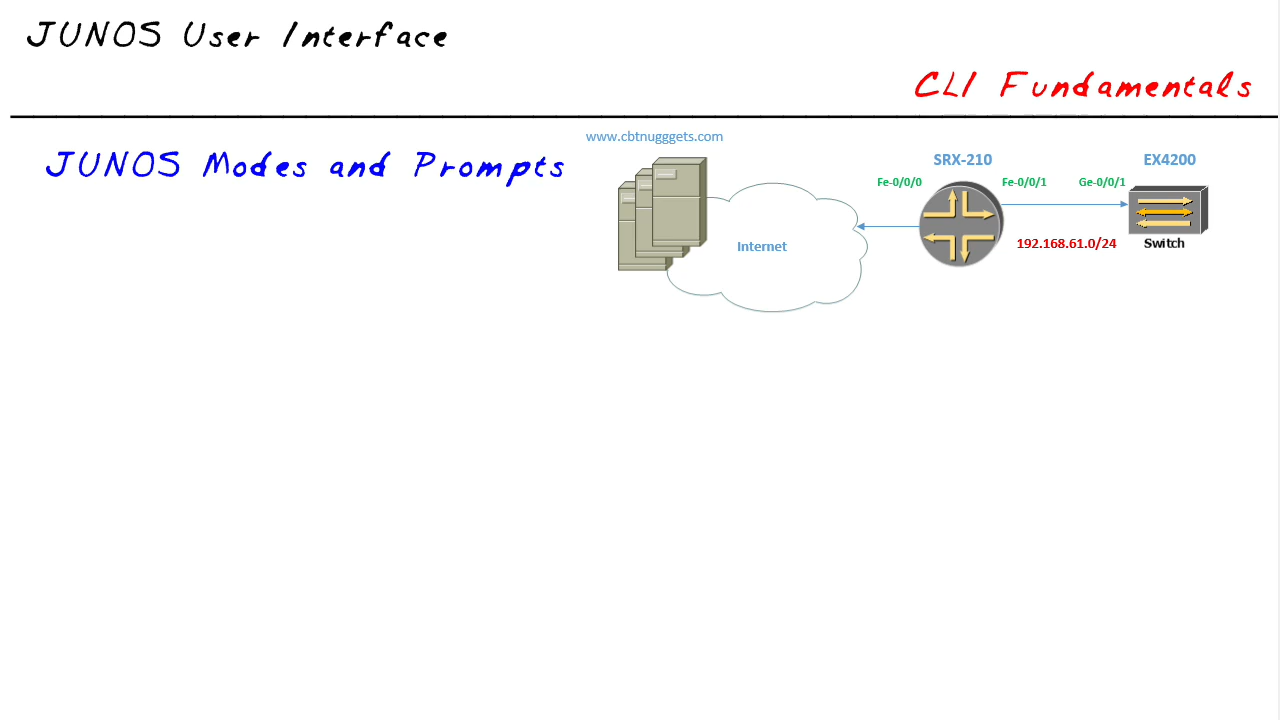 JUNOS User Interface
CLI Fundamentals
JUNOS Modes and Prompts
www.cbtnugggets.com
SRX-210
EX4200
Fe-0/0/0
Fe-0/0/1
Ge-0/0/1
Internet
192.168.61.0/24
Switch